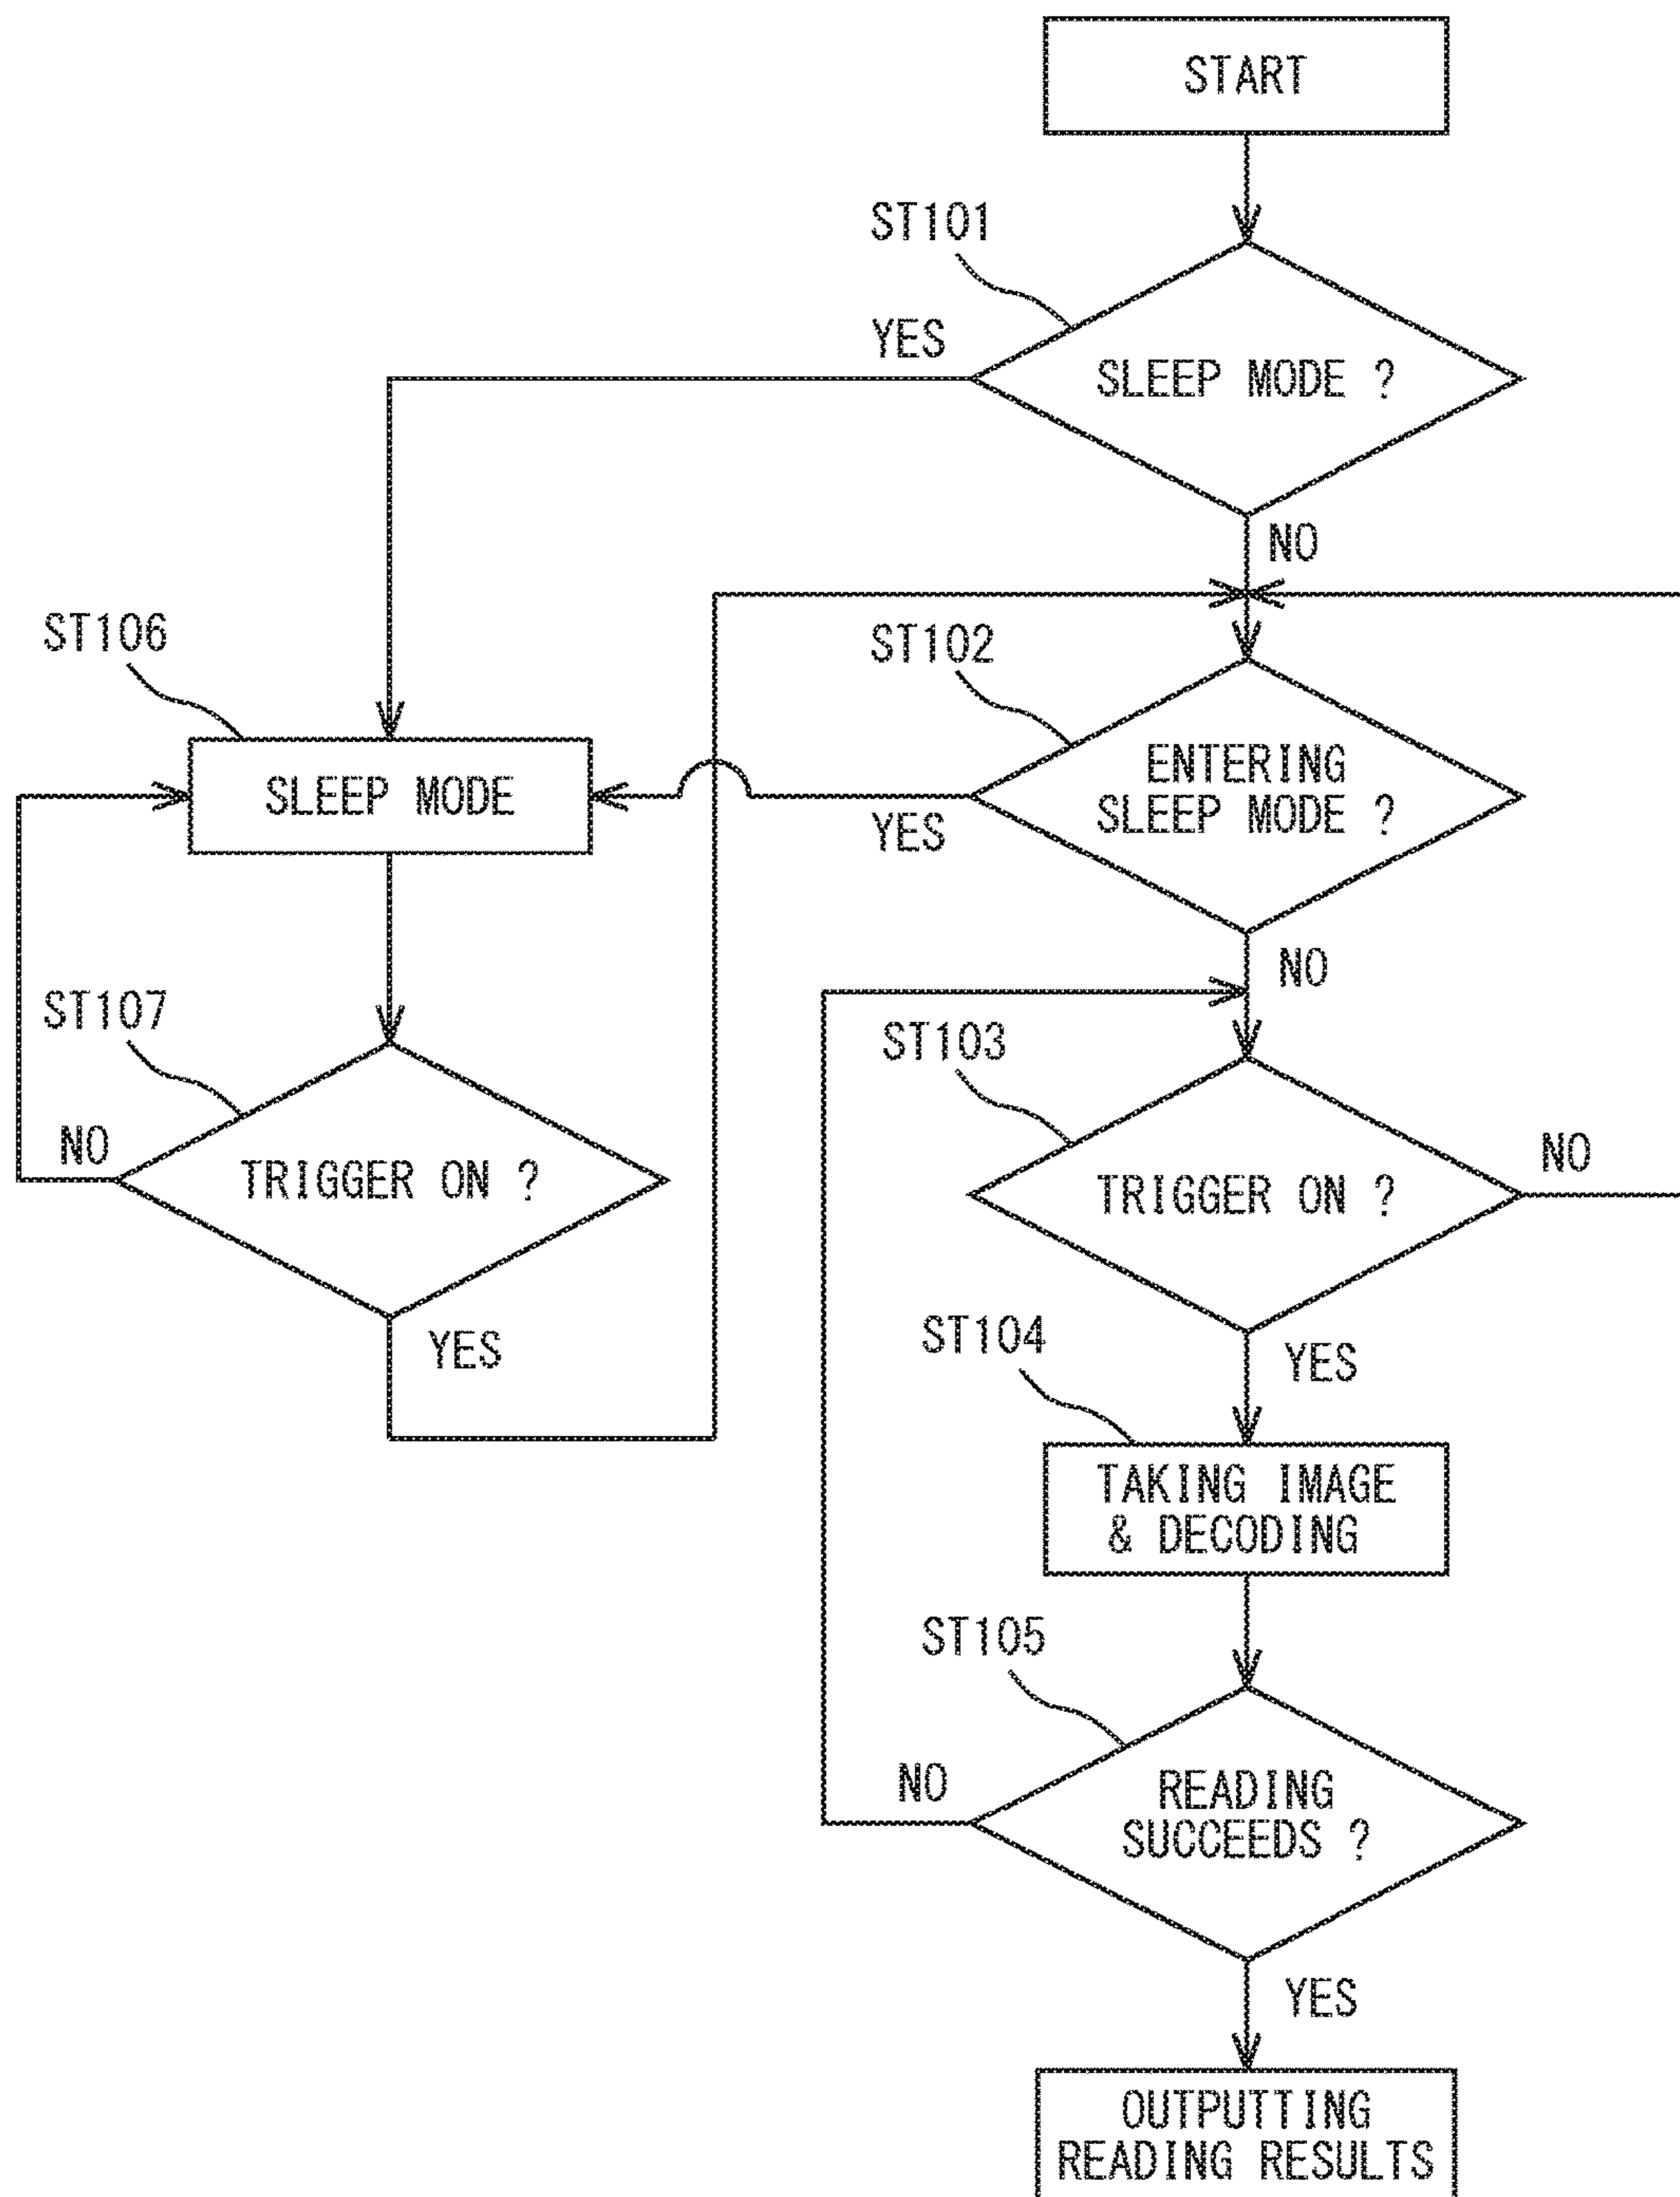 START
ST101
YES
SLEEP MODE ?
NO
ST106
ST102
SLEEP MODE
ENTERING
SLEEP MODE ?
YES
NO
ST107
ST103
NO
TRIGGER ON ?
TRIGGER ON ?
NO
YES
ST104
YES
TAKING IMAGE
& DECODING
ST105
NO
READING
SUCCEEDS ?
YES
OUTPUTTING
READING RESULTS